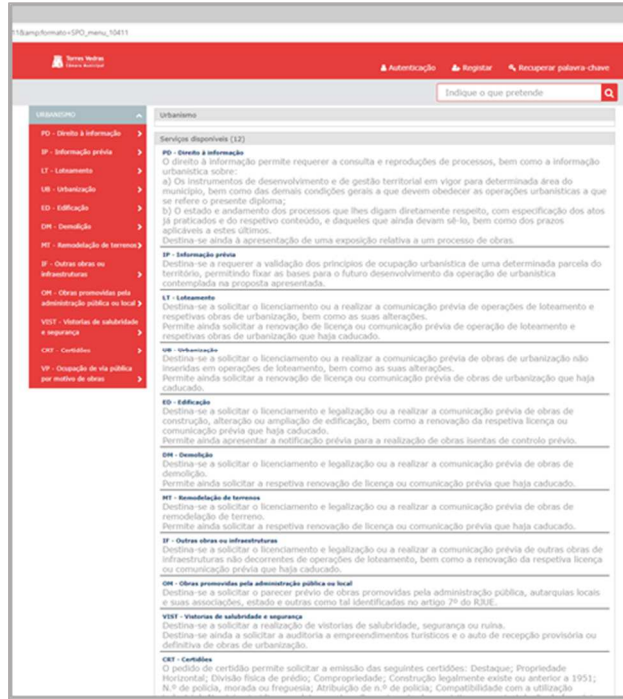 11&amp;formato=SPO_menu_10411
Torres Vedras
Câmara Municipal
Autenticação
Registar
Recuperar palavra-chave
Indique o que pretende
URBANISMO
PD - Direito à informação
IP - Informação prévia
LT - Loteamento
UB - Urbanização
ED - Edificação
DM - Demolição
MT - Remodelação de terrenos
IF - Outras obras ou
infraestruturas
OM - Obras promovidas pela
administração pública ou local
VIST - Vistorias de salubridade
e segurança
CRT - Certidões
VP - Ocupação de via pública
por motivo de obras
Urbanismo
Serviços disponíveis (12)
PD - Direito à informação
O direito à informação permite requerer a consulta e reproduções de processos, bem como a informação
urbanística sobre:
a) Os instrumentos de desenvolvimento e de gestão territorial em vigor para determinada área do
município, bem como das demais condições gerais a que devem obedecer as operações urbanísticas a que
se refere o presente diploma;
b) O estado e andamento dos processos que lhes digam diretamente respeito, com especificação dos atos
já praticados e do respetivo conteúdo, e daqueles que ainda devam sê-lo, bem como dos prazos
aplicáveis a estes últimos.
Destina-se ainda à apresentação de uma exposição relativa a um processo de obras.
IP - Informação prévia
Destina-se a requerer a validação dos princípios de ocupação urbanística de uma determinada parcela do
território, permitindo fixar as bases para o futuro desenvolvimento da operação de urbanística
contemplada na proposta apresentada.
LT - Loteamento
Destina-se a solicitar o licenciamento ou a realizar a comunicação prévia de operações de loteamento e
respetivas obras de urbanização, bem como as suas alterações.
Permite ainda solicitar a renovação de licença ou comunicação prévia de operação de loteamento e
respetivas obras de urbanização que haja caducado.
UB - Urbanização
Destina-se a solicitar o licenciamento ou a realizar a comunicação prévia de obras de urbanização não
inseridas em operações de loteamento, bem como as suas alterações.
Permite ainda solicitar a renovação de licença ou comunicação prévia de obras de urbanização que haja
caducado.
ED - Edificação
Destina-se a solicitar o licenciamento e legalização ou a realizar a comunicação prévia de obras de
construção, alteração ou ampliação de edificação, bem como a renovação da respetiva licença ou
comunicação prévia que haja caducado.
Permite ainda apresentar a notificação prévia para a realização de obras isentas de controlo prévio.
DM - Demolição
Destina-se a solicitar o licenciamento e legalização ou a realizar a comunicação prévia de obras de
demolição.
Permite ainda solicitar a respetiva renovação de licença ou comunicação prévia que haja caducado.
MT - Remodelação de terrenos
Destina-se a solicitar o licenciamento e legalização ou a realizar a comunicação prévia de obras de
remodelação de terreno.
Permite ainda solicitar a respetiva renovação de licença ou comunicação prévia que haja caducado.
IF - Outras obras ou infraestruturas
Destina-se a solicitar o licenciamento e legalização ou a realizar a comunicação prévia de outras obras de
infraestruturas não decorrentes de operações de loteamento, bem como a renovação da respetiva licença
ou comunicação prévia que haja caducado.
OM - Obras promovidas pela administração pública ou local
Destina-se a solicitar o parecer prévio de obras promovidas pela administração pública, autarquias locais
e suas associações, estado e outras como tal identificadas no artigo 7º do RJUE.
VIST - Vistorias de salubridade e segurança
Destina-se a solicitar a realização de vistorias de salubridade, segurança ou ruína.
Destina-se ainda a solicitar a auditoria a empreendimentos turísticos e o auto de recepção provisória ou
definitiva de obras de urbanização.
CRT - Certidões
O pedido de certidão permite solicitar a emissão das seguintes certidões: Destaque; Propriedade
Horizontal; Divisão física de prédio; Compropriedade; Construção legalmente existe ou anterior a 1951;
N.º de polícia, morada ou freguesia; Atribuição de n.º de polícia; Compatibilidade com a utilização